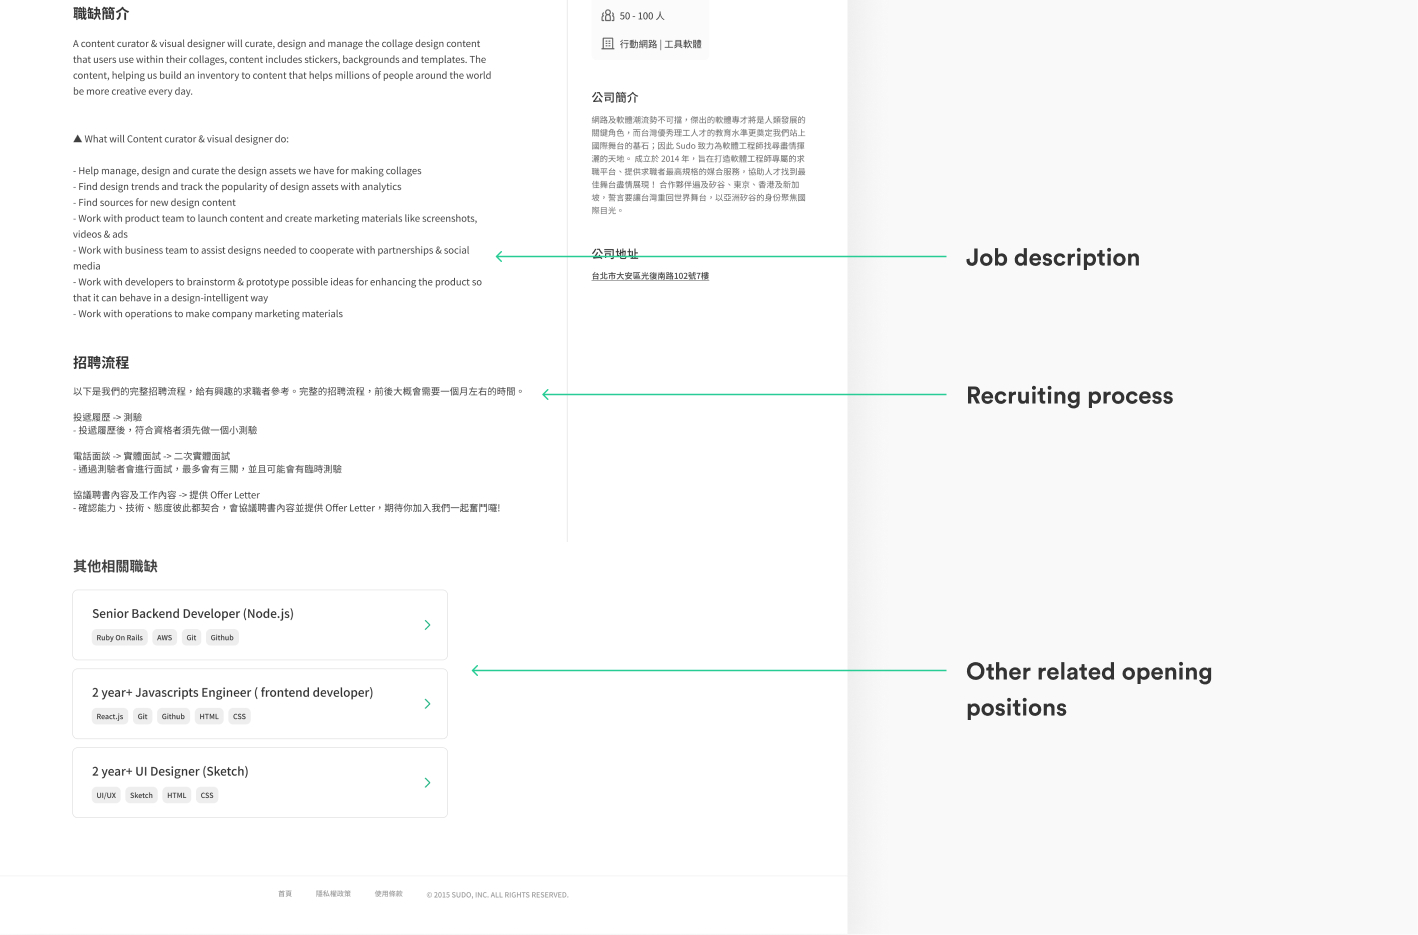 職缺簡介
A content curator & visual designer will curate, design and manage the collage design content
that users use within their collages, content includes stickers, backgrounds and templates. The
content, helping us build an inventory to content that helps millions of people around the world
be more creative every day.
▲ What will Content curator & visual designer do:
- Help manage, design and curate the design assets we have for making collages
- Find design trends and track the popularity of design assets with analytics
- Find sources for new design content
- Work with product team to launch content and create marketing materials like screenshots,
videos & ads
- Work with business team to assist designs needed to cooperate with partnerships & social
media
- Work with developers to brainstorm & prototype possible ideas for enhancing the product so
that it can behave in a design-intelligent way
- Work with operations to make company marketing materials
招聘流程
以下是我們的完整招聘流程，給有興趣的求職者參考。完整的招聘流程，前後大概會需要一個月左右的時間。
投遞履歷 -> 測驗
- 投遞履歷後，符合資格者須先做一個小測驗
電話面談 -> 實體面試 -> 二次實體面試
- 通過測驗者會進行面試，最多會有三關，並且可能會有臨時測驗
協議聘書內容及工作內容 -> 提供 Offer Letter
- 確認能力、技術、態度彼此都契合，會協議聘書內容並提供 Offer Letter，期待你加入我們一起奮鬥囉!
其他相關職缺
Senior Backend Developer (Node.js)
Ruby On Rails AWS Git Github
2 year+ Javascripts Engineer ( frontend developer)
React.js Git Github HTML CSS
2 year+ UI Designer (Sketch)
UI/UX Sketch HTML CSS
50 - 100 人
行動網路 | 工具軟體
公司簡介
網路及軟體潮流勢不可擋，傑出的軟體專才將是人類發展的
關鍵角色，而台灣優秀理工人才的教育水準更奠定我們站上
國際舞台的基石；因此 Sudo 致力為軟體工程師找尋盡情揮
灑的天地。 成立於 2014 年，旨在打造軟體工程師專屬的求
職平台、提供求職者最高規格的媒合服務，協助人才找到最
佳舞台盡情展現！ 合作夥伴遍及矽谷、東京、香港及新加
坡，誓言要讓台灣重回世界舞台，以亞洲矽谷的身份聚焦國
際目光。
公司地址
台北市大安區光復南路102號7樓
Job description
Recruiting process
Other related opening
positions
首頁 隱私權政策 使用條款 © 2015 SUDO, INC. ALL RIGHTS RESERVED.